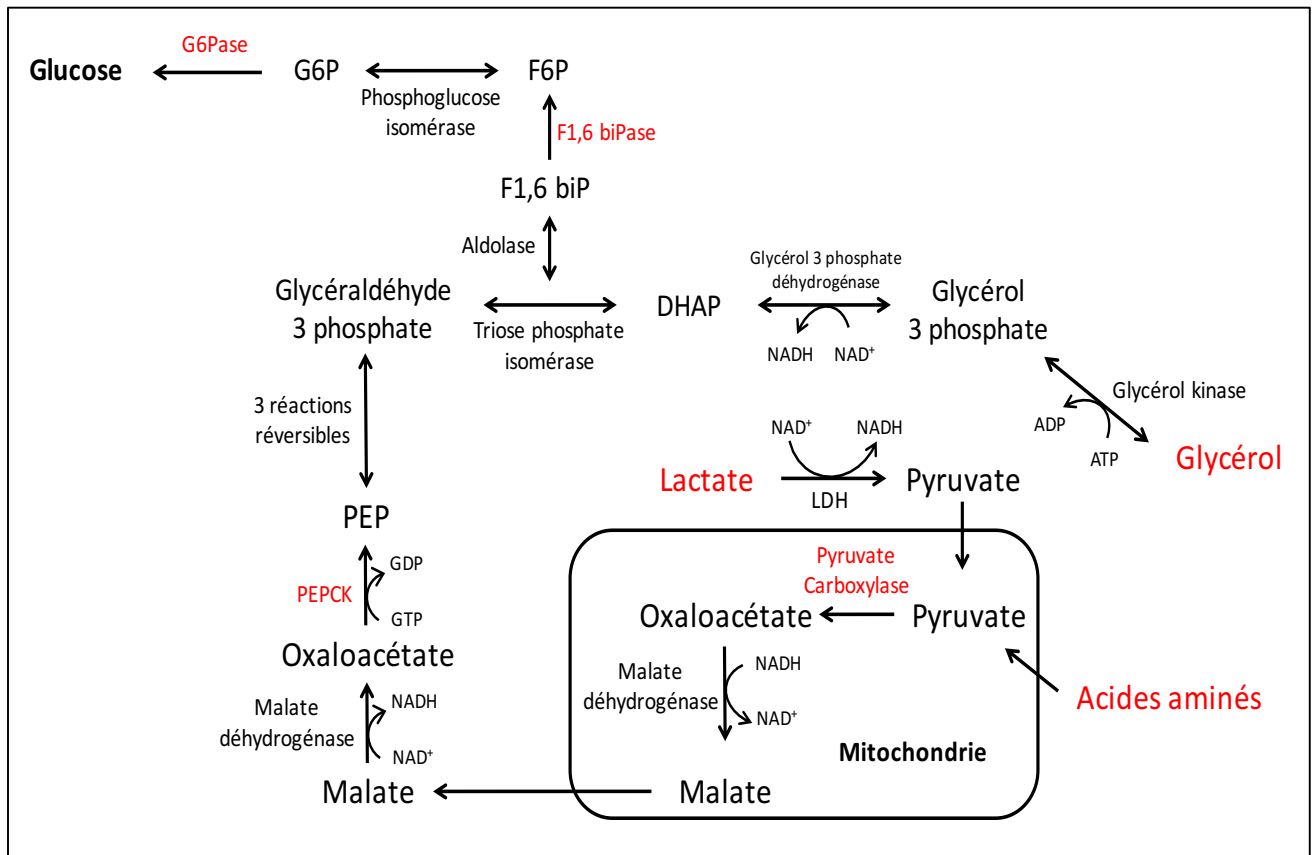 G6Pase
Glucose
G6P
F6P
Phosphoglucose
isomérase
F1,6 biPase
F1,6 biP
Aldolase
Glycéraldéhyde
3 phosphate
Triose phosphate
isomérase
DHAP
Glycérol 3 phosphate
déhydrogénase
NADH
NAD⁺
Glycérol
3 phosphate
Glycérol kinase
ADP
ATP
Glycérol
3 réactions
réversibles
NAD⁺
NADH
Lactate
LDH
Pyruvate
PEP
GDP
PEPCK
GTP
Pyruvate
Carboxylase
Oxaloacétate
Pyruvate
Oxaloacétate
Malate
déhydrogénase
NADH
NAD⁺
Acides aminés
Malate
déhydrogénase
NADH
NAD⁺
Mitochondrie
Malate
Malate